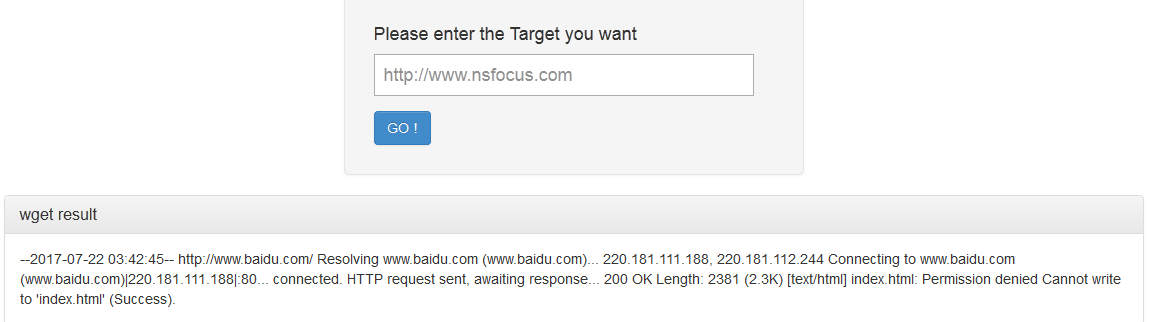 Please enter the Target you want
http://www.nsfocus.com
GO !
wget result
--2017-07-22 03:42:45-- http://www.baidu.com/ Resolving www.baidu.com (www.baidu.com)... 220.181.111.188, 220.181.112.244 Connecting to www.baidu.com
(www.baidu.com)|220.181.111.188|:80... connected. HTTP request sent, awaiting response... 200 OK Length: 2381 (2.3K) [text/html] index.html: Permission denied Cannot write
to 'index.html' (Success).